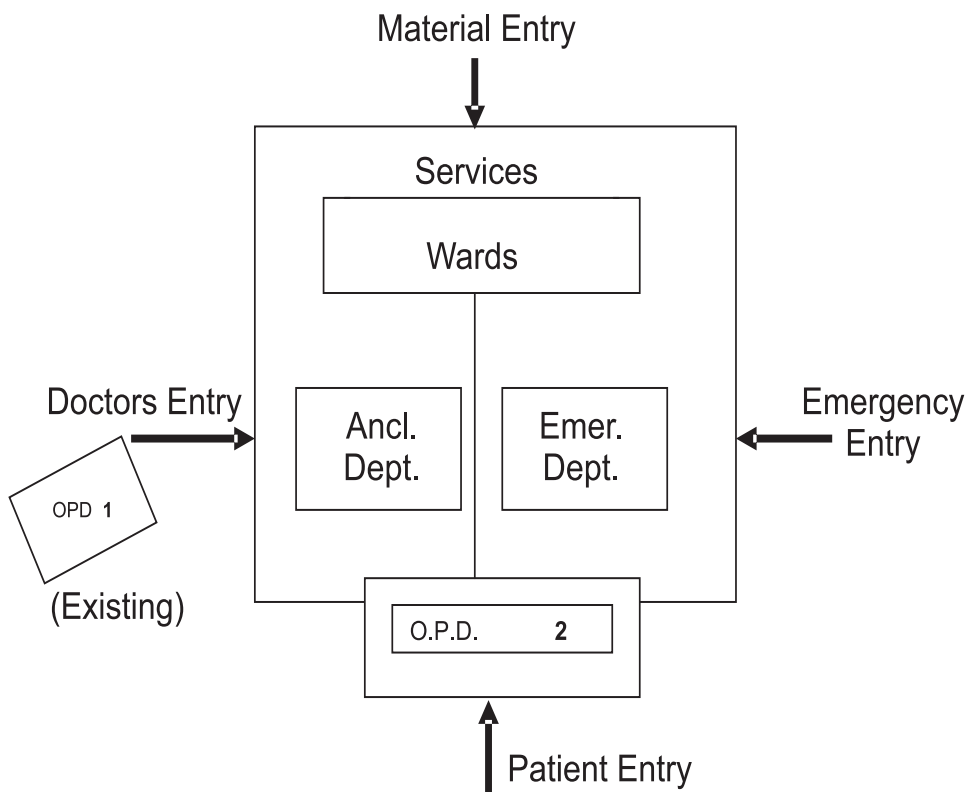 Material Entry
Services
Wards
Doctors Entry
Ancl.
Dept.
Emer.
Dept.
Emergency
Entry
OPD 1
(Existing)
O.P.D. 2
Patient Entry